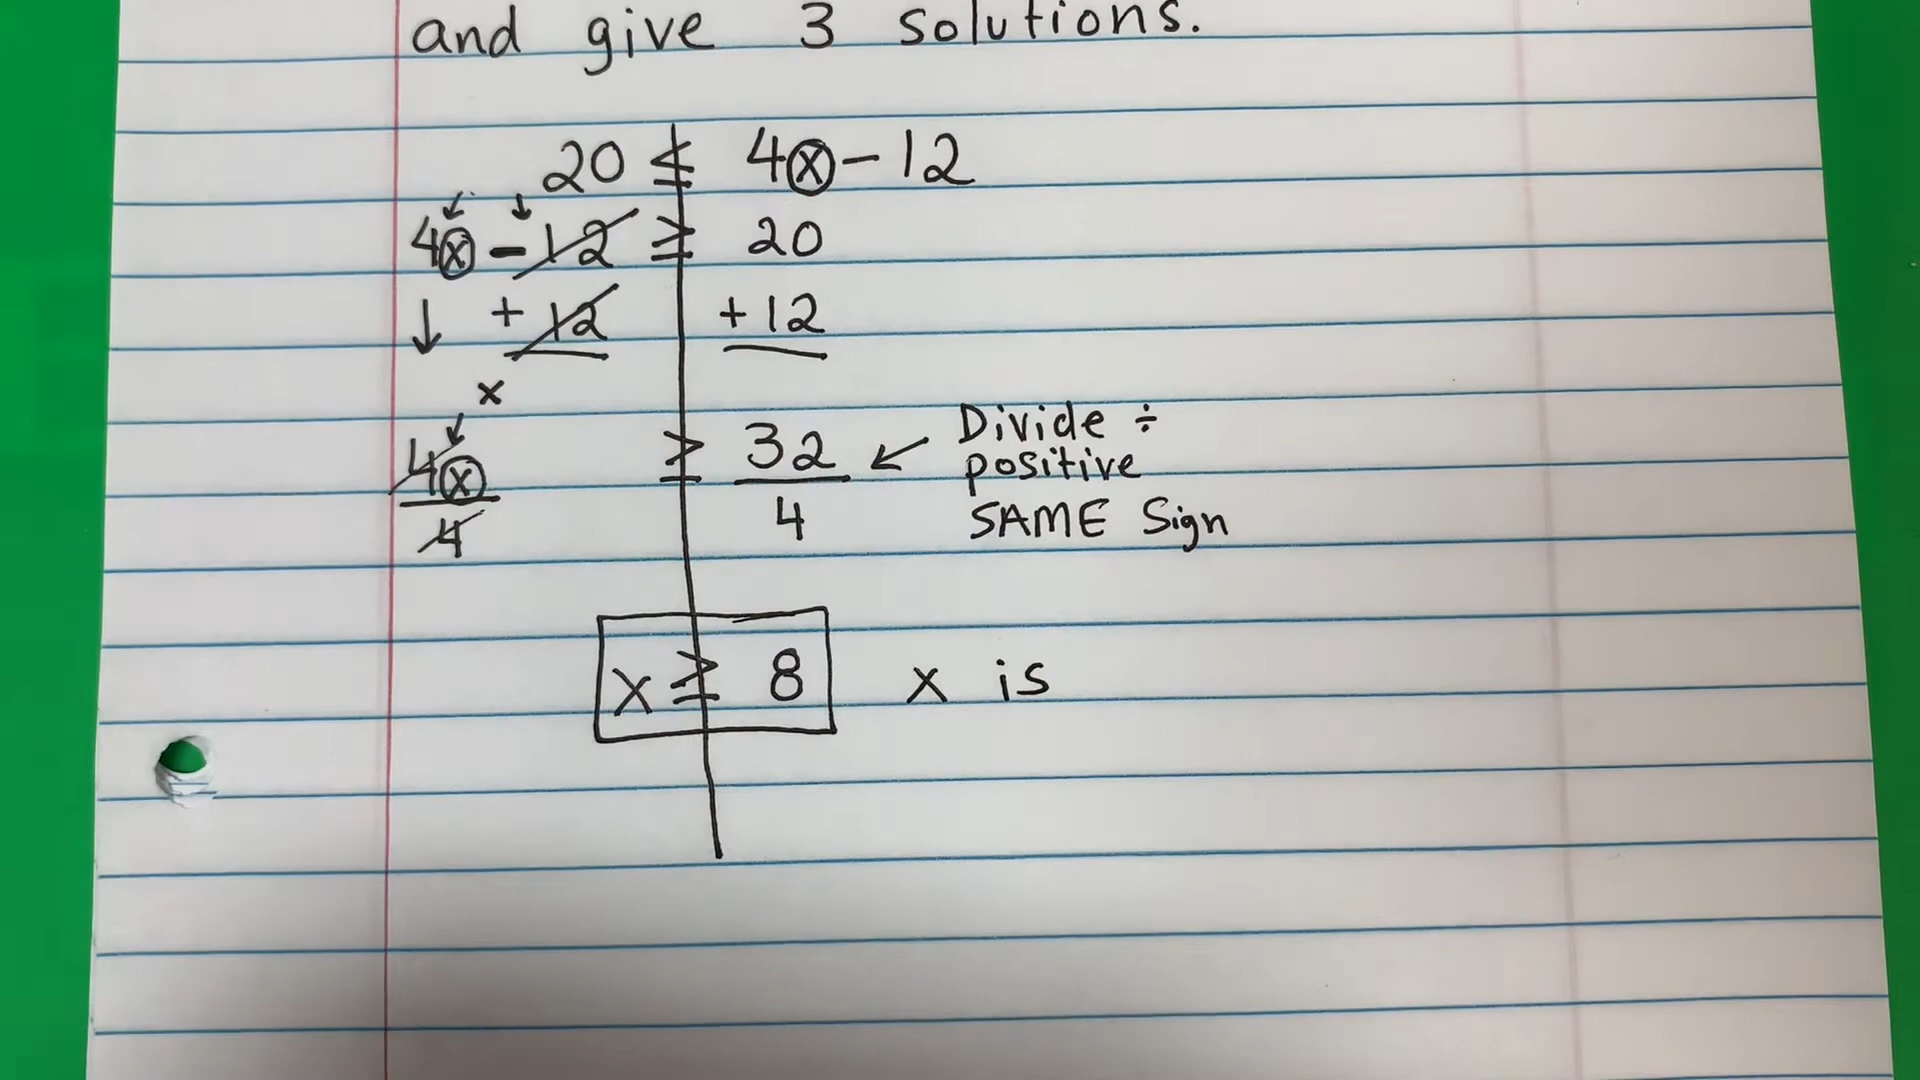 and give 3 solutions.
20 ≤ 4x - 12
4x - 12 ≥ 20
↓ + 12 + 12
x
4x ≥ 32 ← Divide ÷
positive
4 4 SAME Sign
x ≥ 8 x is